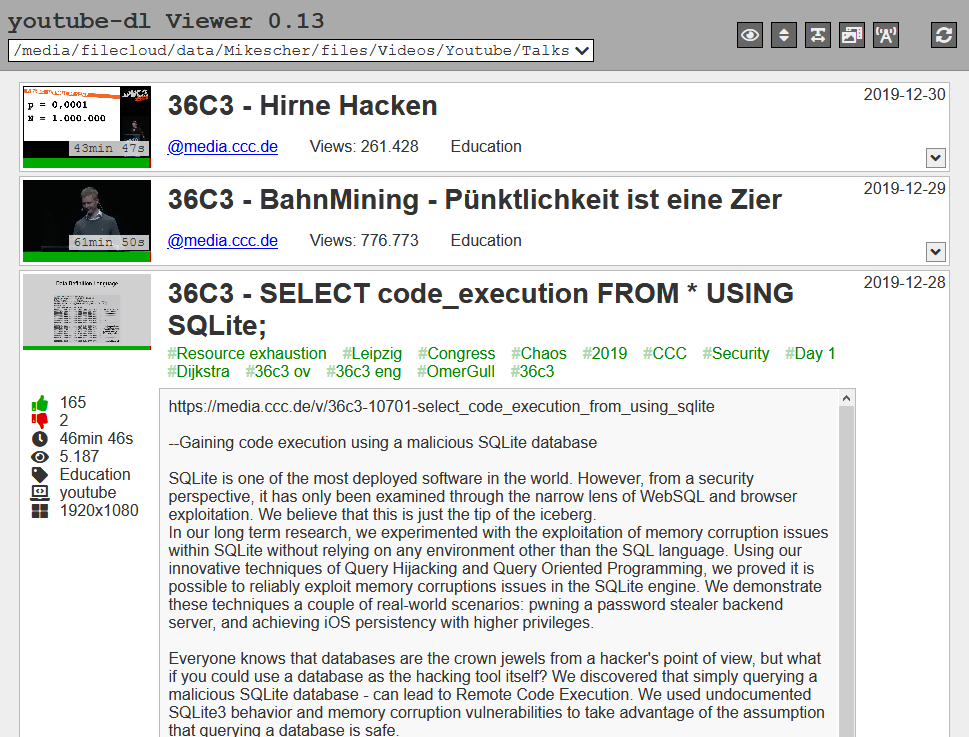 youtube-dl Viewer 0.13
/media/filecloud/data/Mikescher/files/Videos/Youtube/Talks
p = 0,0001
N = 1.000.000
43min 47s
36C3 - Hirne Hacken
2019-12-30
@media.ccc.de Views: 261.428 Education
61min 50s
36C3 - BahnMining - Pünktlichkeit ist eine Zier
2019-12-29
@media.ccc.de Views: 776.773 Education
Data Definition Language
36C3 - SELECT code_execution FROM * USING
SQLite;
2019-12-28
#Resource exhaustion #Leipzig #Congress #Chaos #2019 #CCC #Security #Day 1
#Dijkstra #36c3 ov #36c3 eng #OmerGull #36c3
165
2
46min 46s
5.187
Education
youtube
1920x1080
https://media.ccc.de/v/36c3-10701-select_code_execution_from_using_sqlite
--Gaining code execution using a malicious SQLite database
SQLite is one of the most deployed software in the world. However, from a security
perspective, it has only been examined through the narrow lens of WebSQL and browser
exploitation. We believe that this is just the tip of the iceberg.
In our long term research, we experimented with the exploitation of memory corruption issues
within SQLite without relying on any environment other than the SQL language. Using our
innovative techniques of Query Hijacking and Query Oriented Programming, we proved it is
possible to reliably exploit memory corruptions issues in the SQLite engine. We demonstrate
these techniques a couple of real-world scenarios: pwning a password stealer backend
server, and achieving iOS persistency with higher privileges.
Everyone knows that databases are the crown jewels from a hacker's point of view, but what
if you could use a database as the hacking tool itself? We discovered that simply querying a
malicious SQLite database - can lead to Remote Code Execution. We used undocumented
SQLite3 behavior and memory corruption vulnerabilities to take advantage of the assumption
that querying a database is safe.